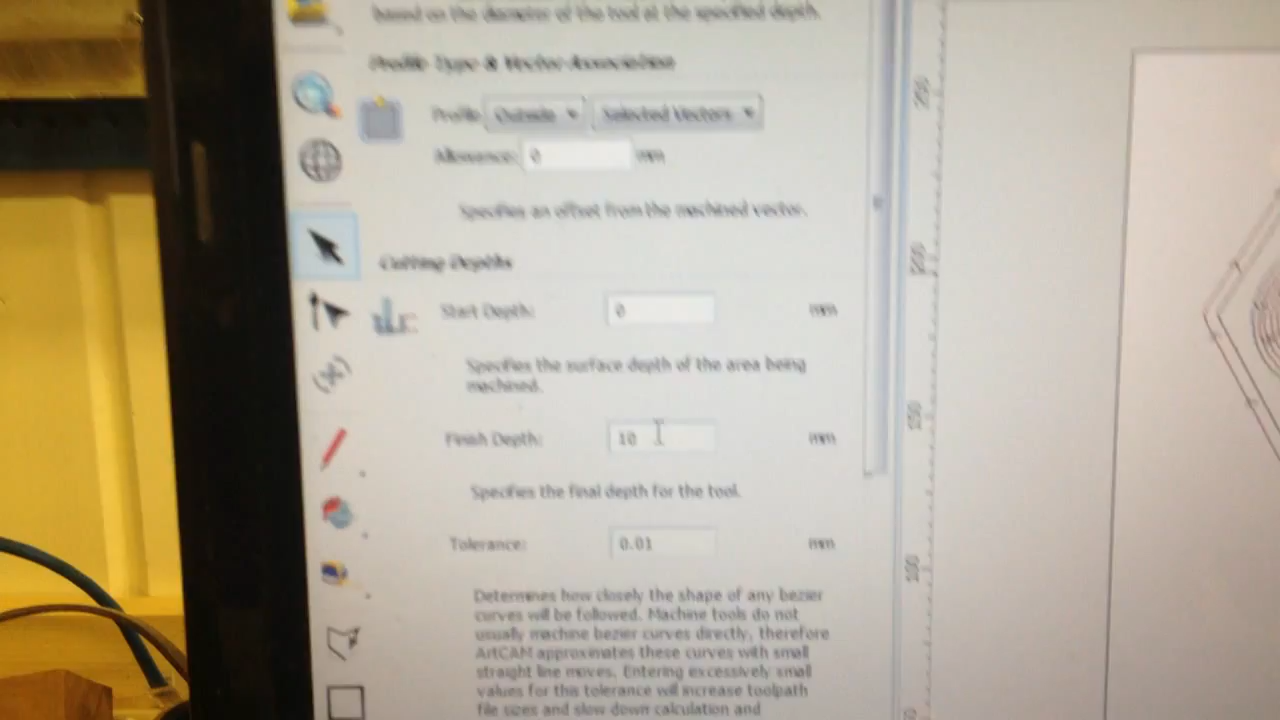 based on the diameter of the tool at the specified depth.
Profile Type & Vector Association
Profile Outside Selected Vectors
Allowance: 0 mm
Specifies an offset from the machined vector.
Cutting Depths
Start Depth: 0 mm
Specifies the surface depth of the area being
machined.
Finish Depth: 10 mm
Specifies the final depth for the tool.
Tolerance: 0.01 mm
Determines how closely the shape of any bezier
curves will be followed. Machine tools do not
usually machine bezier curves directly, therefore
ArtCAM approximates these curves with small
straight line moves. Entering excessively small
values for this tolerance will increase toolpath
file sizes and slow down calculation and
200
150
100